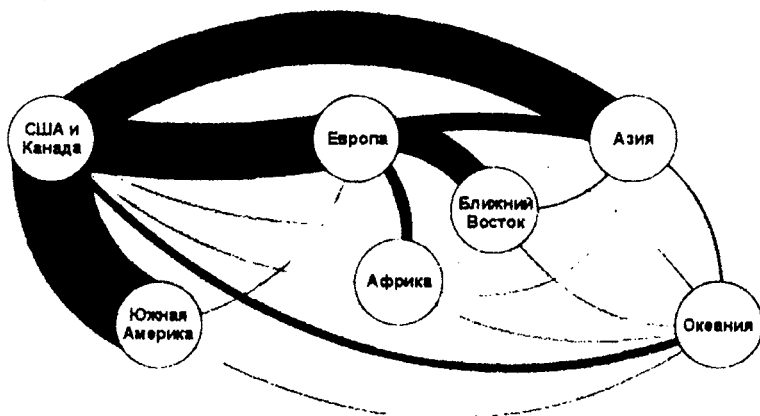 США и
Канада
Европа
Азия
Ближний
Восток
Африка
Южная
Америка
Океания